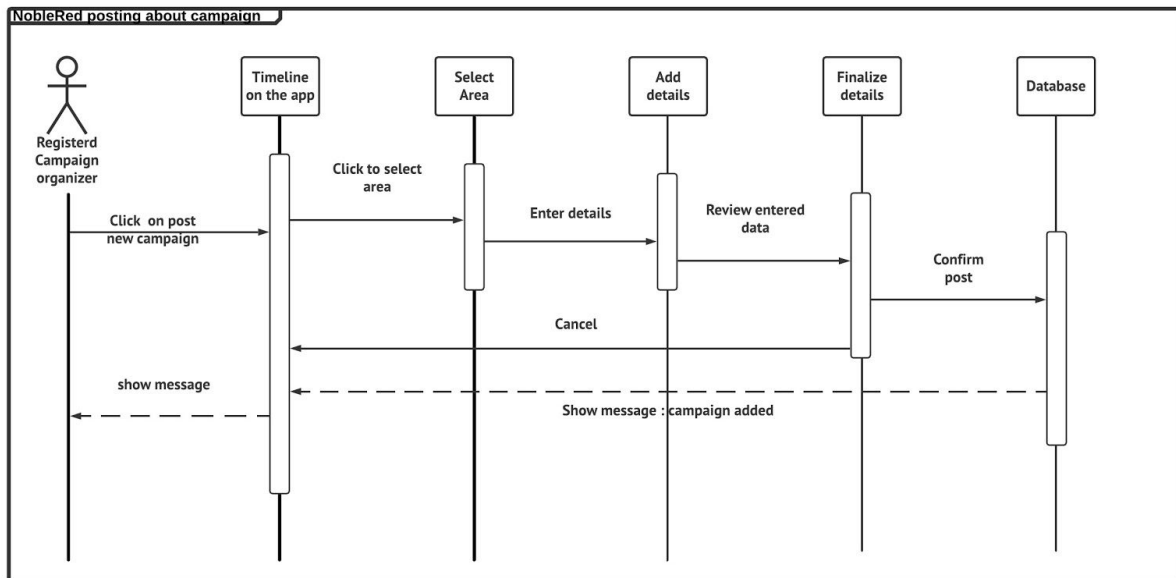 NobleRed posting about campaign
Registerd
Campaign
organizer
Timeline
on the app
Select
Area
Add
details
Finalize
details
Database
Click to select
area
Click on post
new campaign
Enter details
Review entered
data
Confirm
post
Cancel
show message
Show message : campaign added